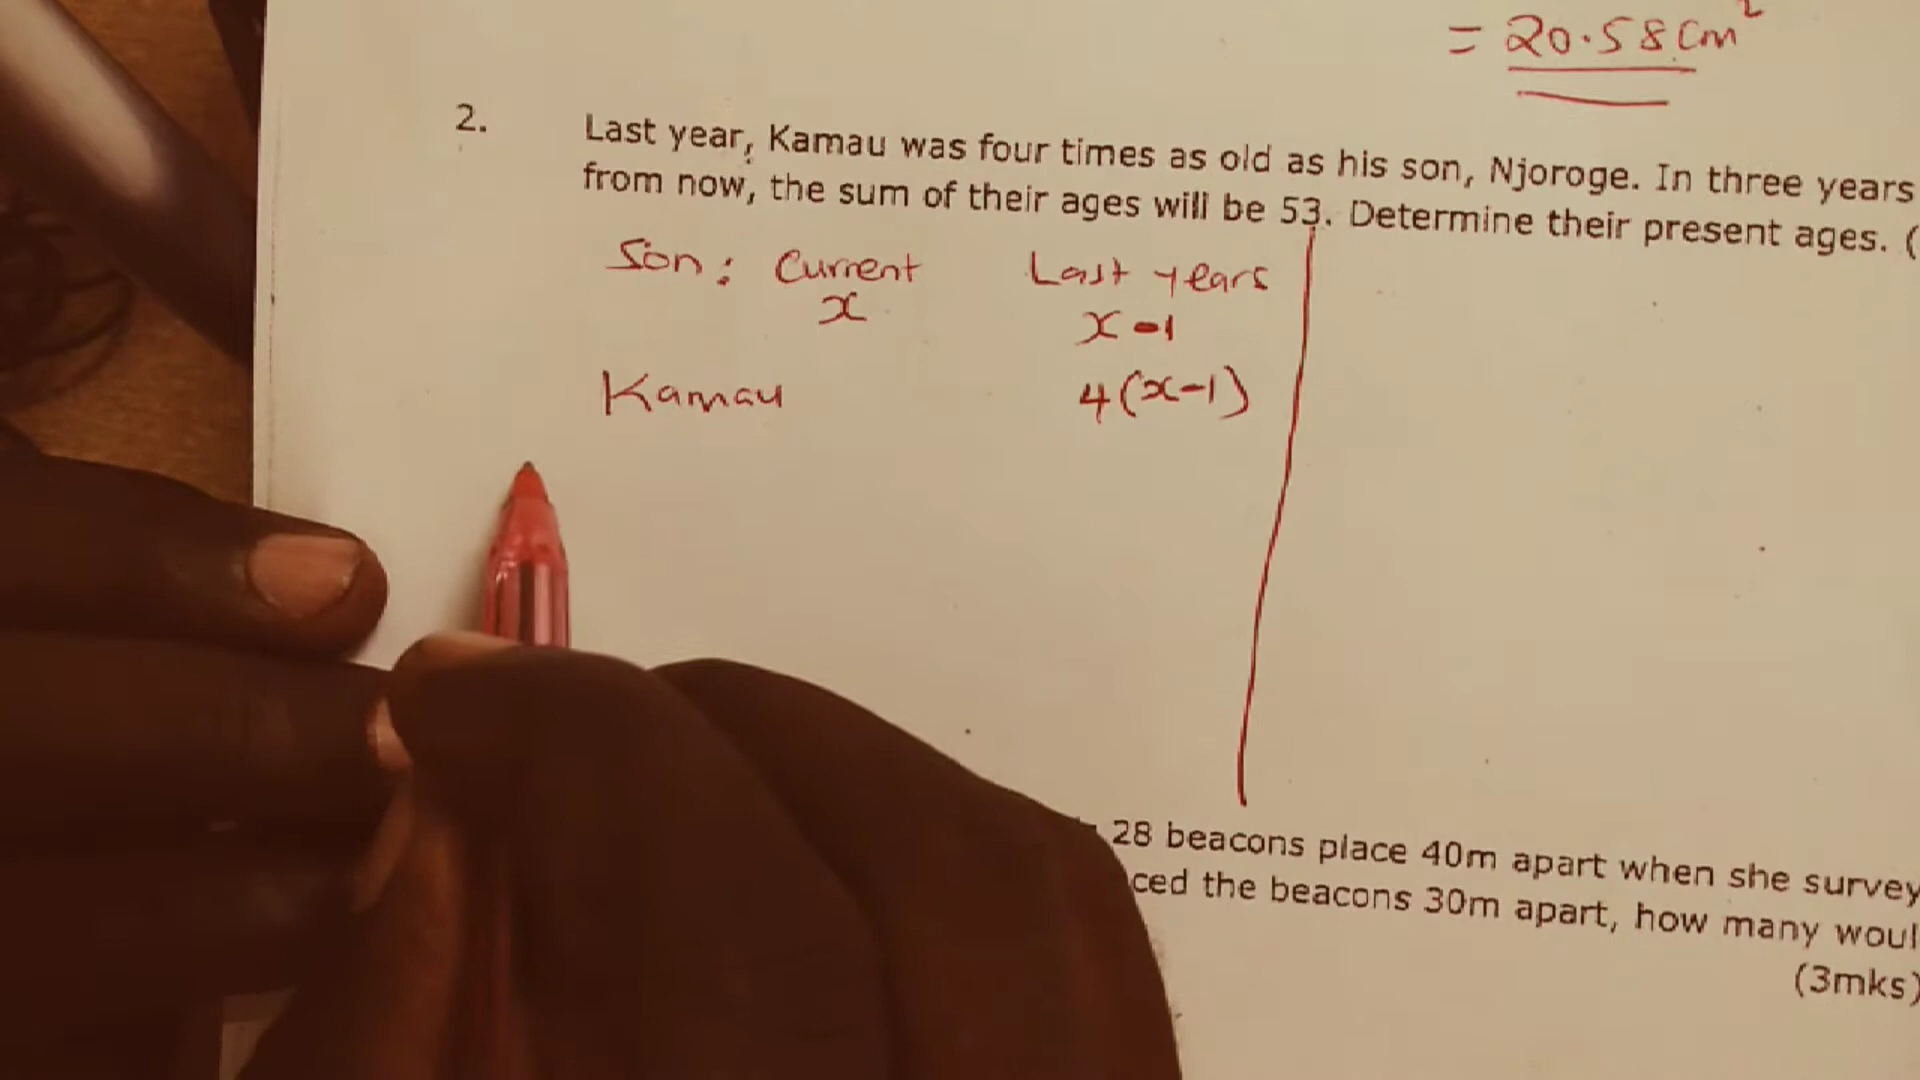 = 20.58cm²
2. Last year, Kamau was four times as old as his son, Njoroge. In three years
from now, the sum of their ages will be 53. Determine their present ages. (
Son: Current Last years
x x-1
Kamau 4(x-1)
28 beacons place 40m apart when she survey
ced the beacons 30m apart, how many woul
(3mks)